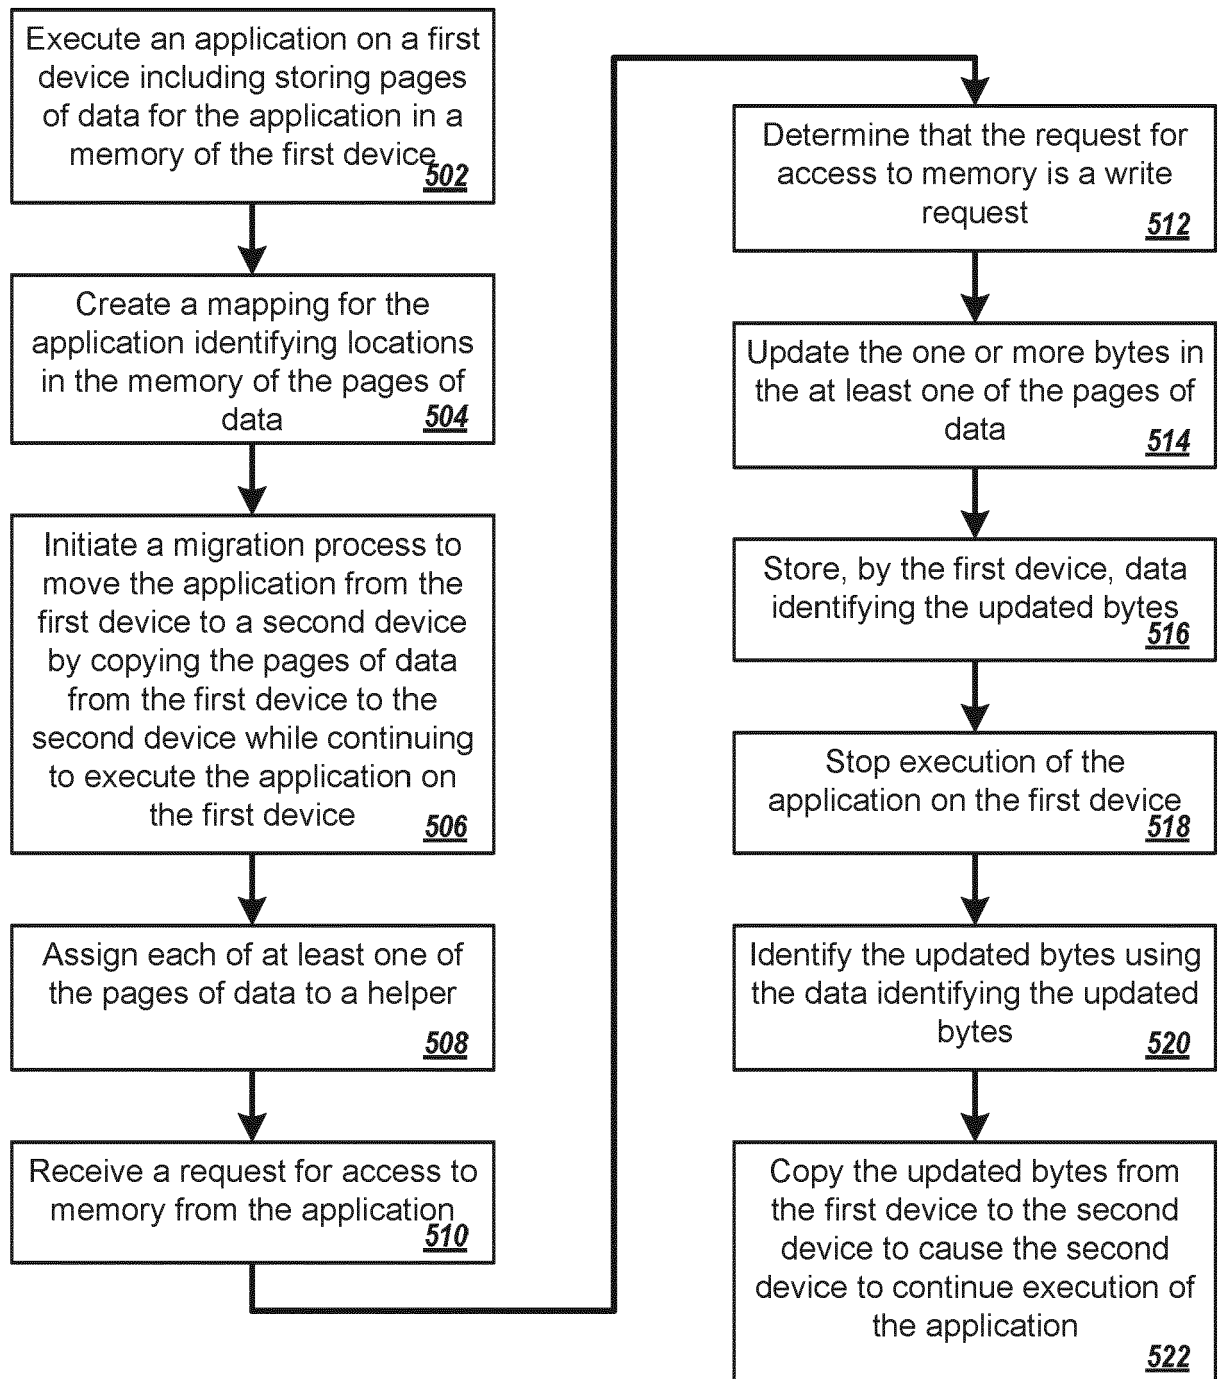 Execute an application on a first
device including storing pages
of data for the application in a
memory of the first device
502
Create a mapping for the
application identifying locations
in the memory of the pages of
data
504
Initiate a migration process to
move the application from the
first device to a second device
by copying the pages of data
from the first device to the
second device while continuing
to execute the application on
the first device
506
Assign each of at least one of
the pages of data to a helper
508
Receive a request for access to
memory from the application
510
Determine that the request for
access to memory is a write
request
512
Update the one or more bytes in
the at least one of the pages of
data
514
Store, by the first device, data
identifying the updated bytes
516
Stop execution of the
application on the first device
518
Identify the updated bytes using
the data identifying the updated
bytes
520
Copy the updated bytes from
the first device to the second
device to cause the second
device to continue execution of
the application
522